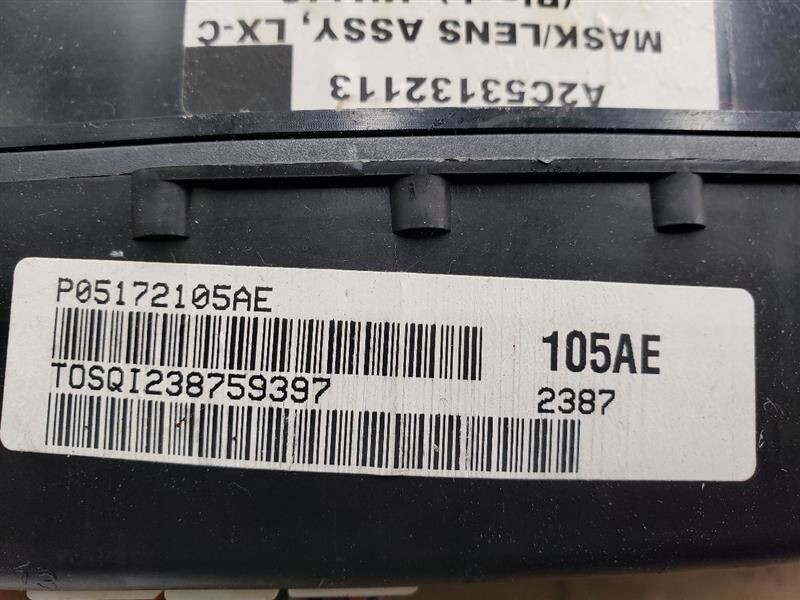 A2C53132113
MASK/LENS ASSY, LX-C
P05172105AE
105AE
TOSQI238759397
2387